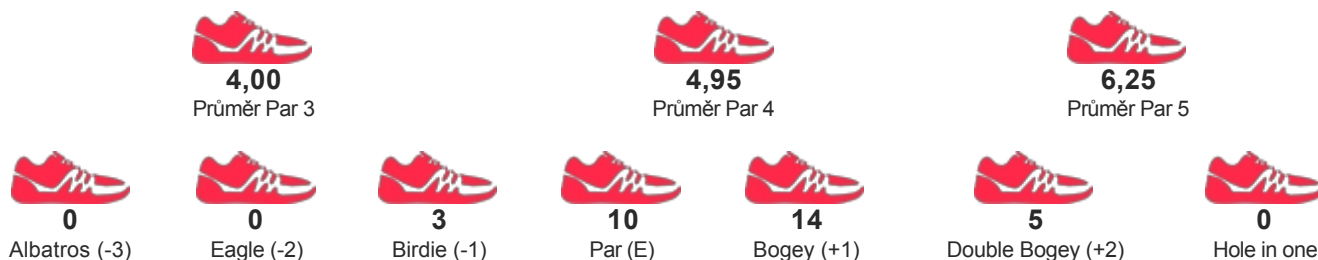 4,00 4,95 6,25
Průměr Par 3 Průměr Par 4 Průměr Par 5
0 0 3 10 14 5 0
Albatros (-3) Eagle (-2) Birdie (-1) Par (E) Bogey (+1) Double Bogey (+2) Hole in one